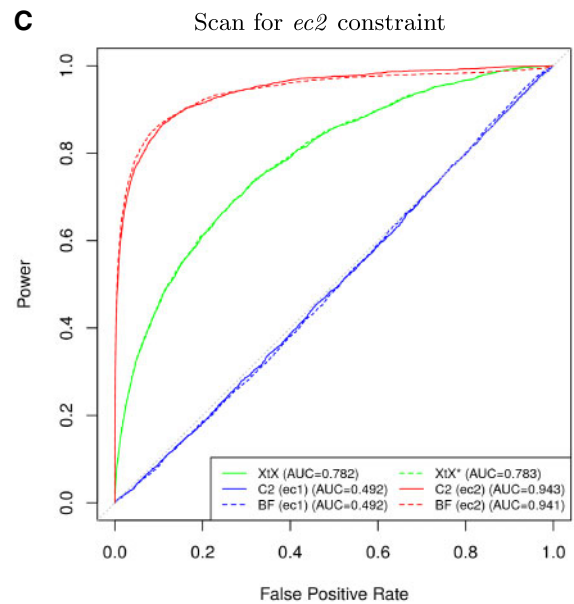 C Scan for ec2 constraint
1.0
0.8
0.6
0.4
0.2
0.0
Power
XtX (AUC=0.782) XtX* (AUC=0.783)
C2 (ec1) (AUC=0.492) C2 (ec2) (AUC=0.943)
BF (ec1) (AUC=0.492) BF (ec2) (AUC=0.941)
0.0 0.2 0.4 0.6 0.8 1.0
False Positive Rate